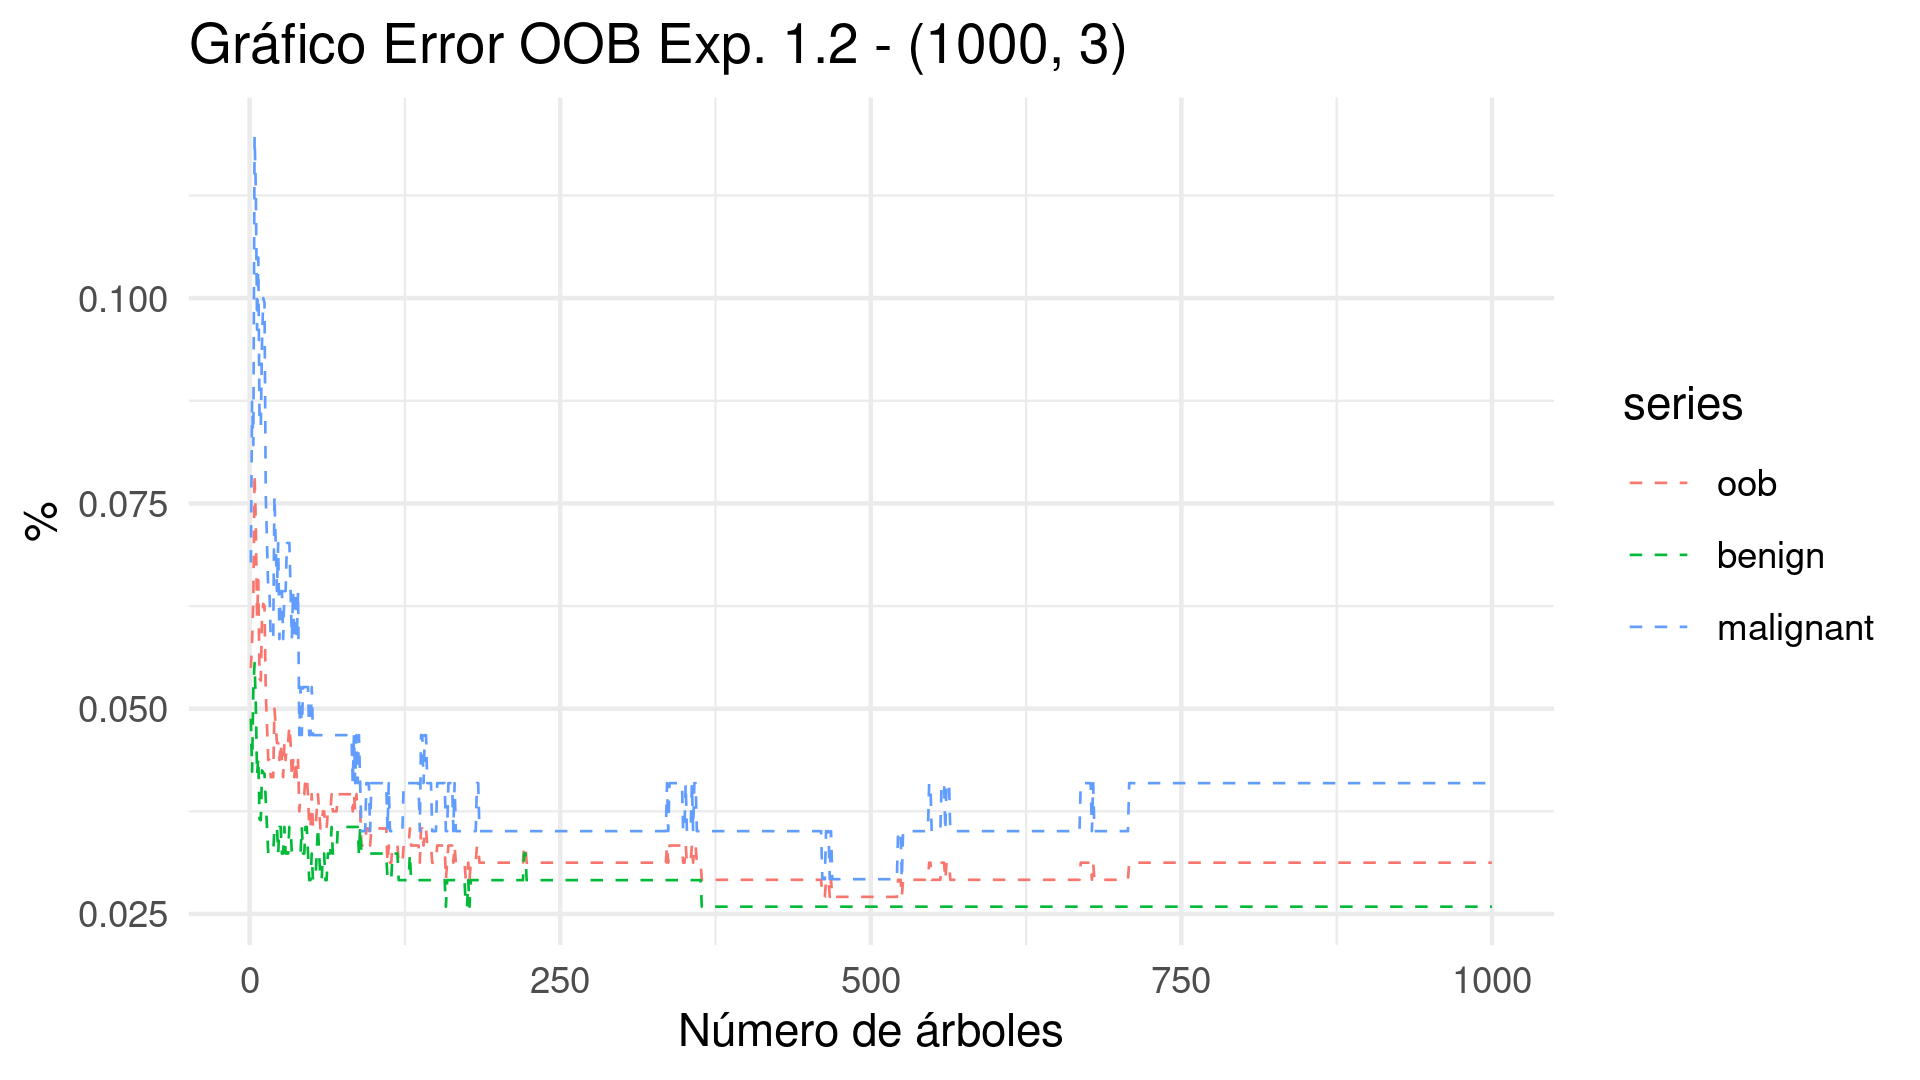 Gráfico Error OOB Exp. 1.2 - (1000, 3)
%
0.100
0.075
0.050
0.025
0 250 500 750 1000
Número de árboles
series
oob
benign
malignant